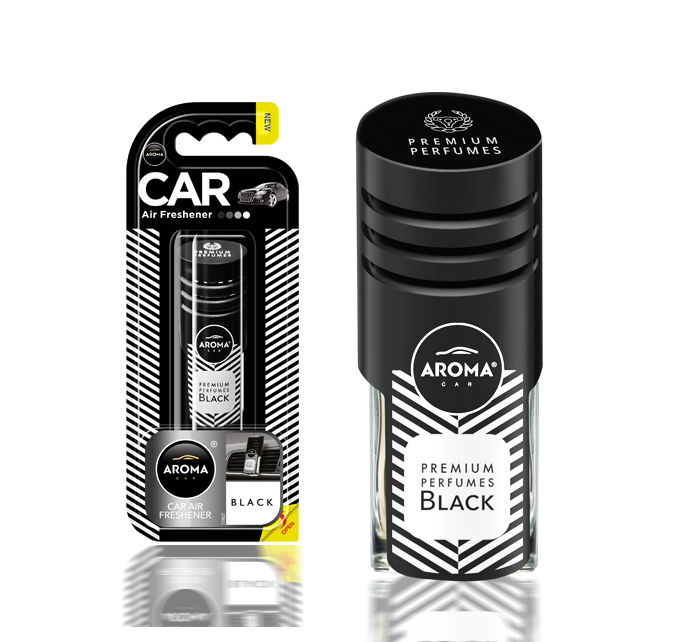 NEW
AROMA
CAR
Air Freshener
PREMIUM
PERFUMES
AROMA®
CAR
PREMIUM
PERFUMES
BLACK
AROMA®
CAR
CAR AIR
FRESHENER
BLACK
OPEN
PREMIUM
PERFUMES
AROMA®
CAR
PREMIUM
PERFUMES
BLACK